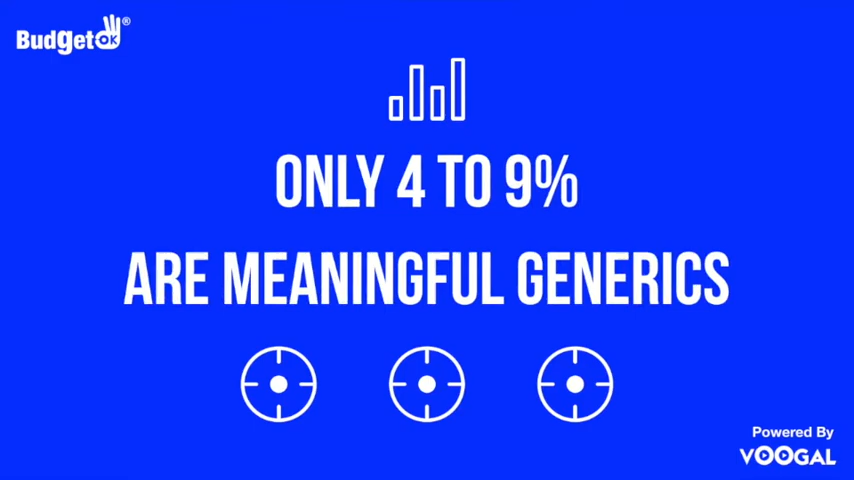 BudgetOK®
ONLY 4 TO 9%
ARE MEANINGFUL GENERICS
Powered By
VOOGAL